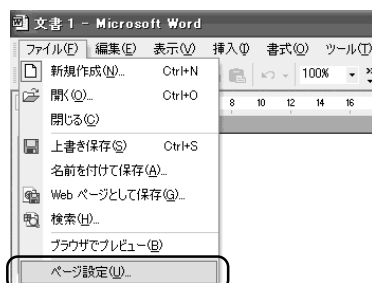 文書 1 - Microsoft Word
ファイル(F) 編集(E) 表示(V) 挿入(I) 書式(O) ツール(T)
新規作成(N)... Ctrl+N
100%
開く(O)... Ctrl+O
8 10 12 14 16
閉じる(C)
上書き保存(S) Ctrl+S
名前を付けて保存(A)...
Web ページとして保存(G)...
検索(H)...
ブラウザでプレビュー(B)
ページ設定(U)...